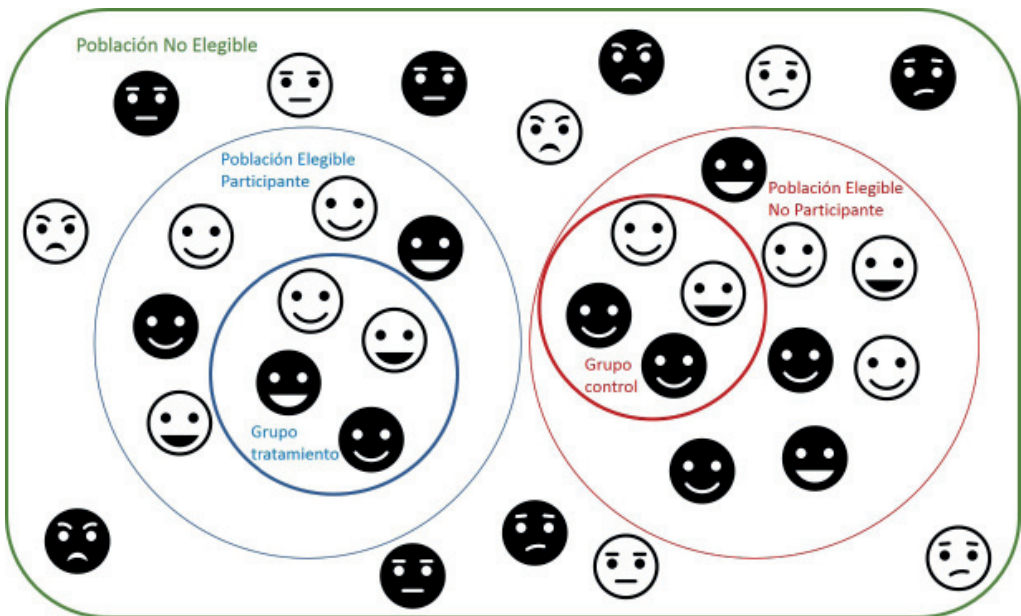 Población No Elegible
Población Elegible
Participante
Población Elegible
No Participante
Grupo
control
Grupo
tratamiento